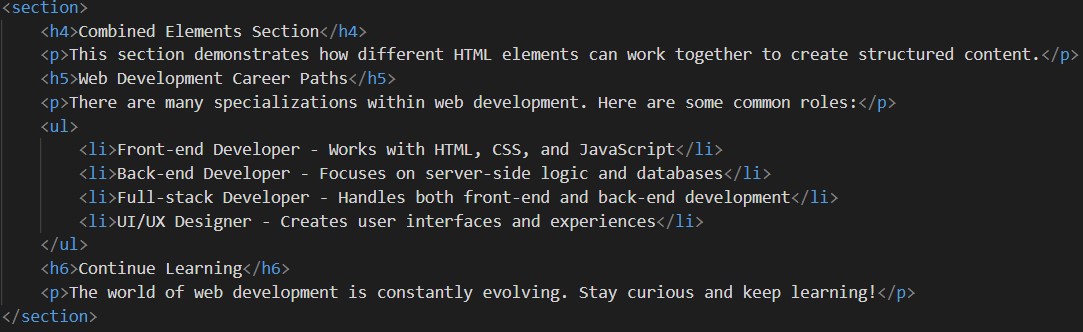 <section>
<h4>Combined Elements Section</h4>
<p>This section demonstrates how different HTML elements can work together to create structured content.</p>
<h5>Web Development Career Paths</h5>
<p>There are many specializations within web development. Here are some common roles:</p>
<ul>
<li>Front-end Developer - Works with HTML, CSS, and JavaScript</li>
<li>Back-end Developer - Focuses on server-side logic and databases</li>
<li>Full-stack Developer - Handles both front-end and back-end development</li>
<li>UI/UX Designer - Creates user interfaces and experiences</li>
</ul>
<h6>Continue Learning</h6>
<p>The world of web development is constantly evolving. Stay curious and keep learning!</p>
</section>